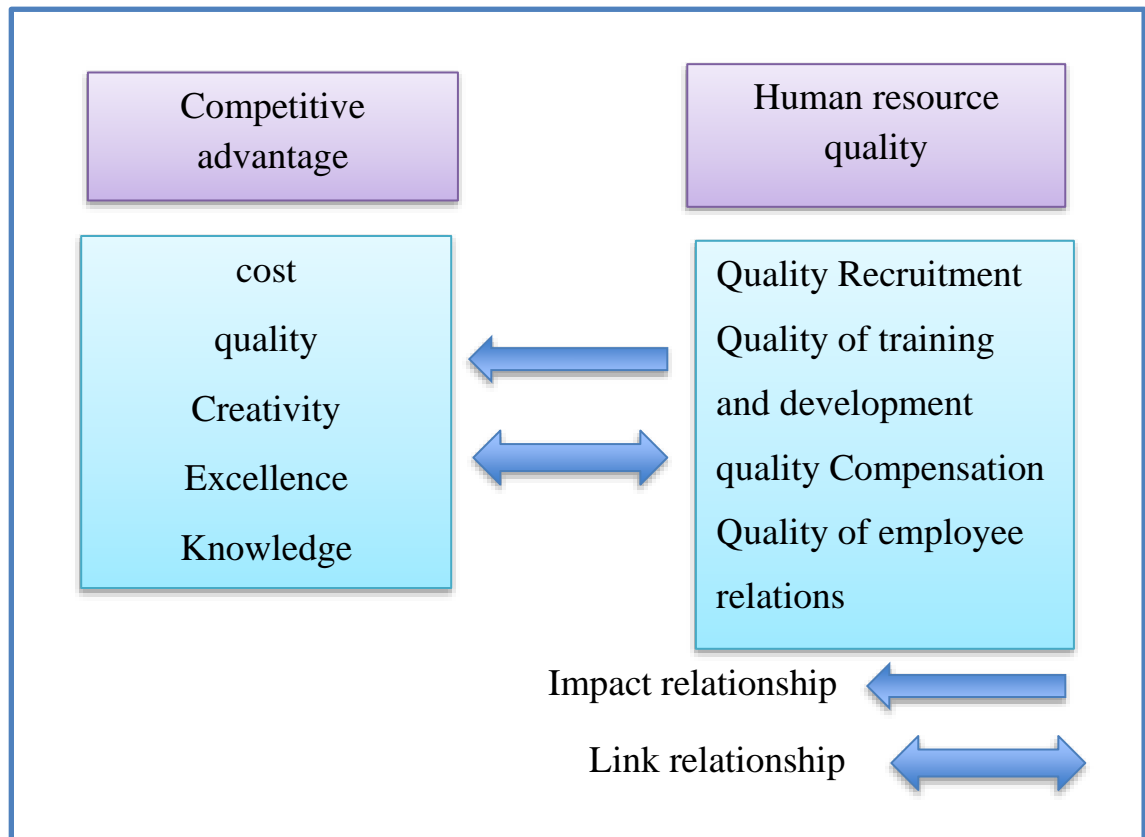 Competitive
advantage
Human resource
quality
cost
quality
Creativity
Excellence
Knowledge
Quality Recruitment
Quality of training
and development
quality Compensation
Quality of employee
relations
Impact relationship
Link relationship